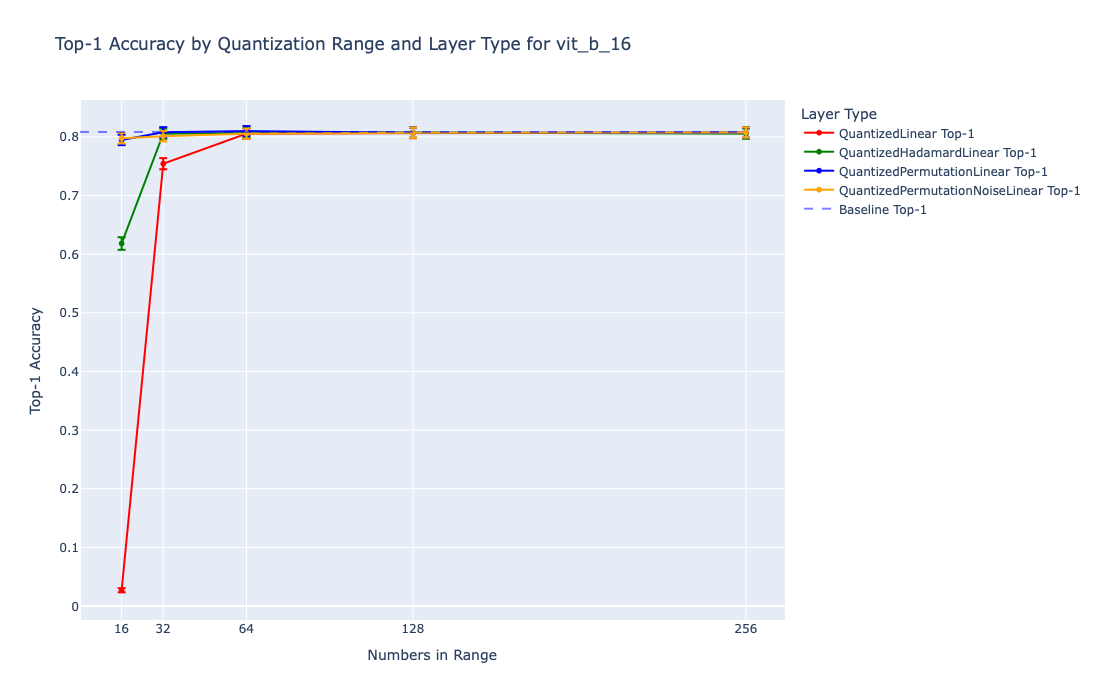 Top-1 Accuracy by Quantization Range and Layer Type for vit_b_16
Layer Type
QuantizedLinear Top-1
QuantizedHadamardLinear Top-1
QuantizedPermutationLinear Top-1
QuantizedPermutationNoiseLinear Top-1
Baseline Top-1
Top-1 Accuracy
0.8
0.7
0.6
0.5
0.4
0.3
0.2
0.1
0
16 32 64 128 256
Numbers in Range